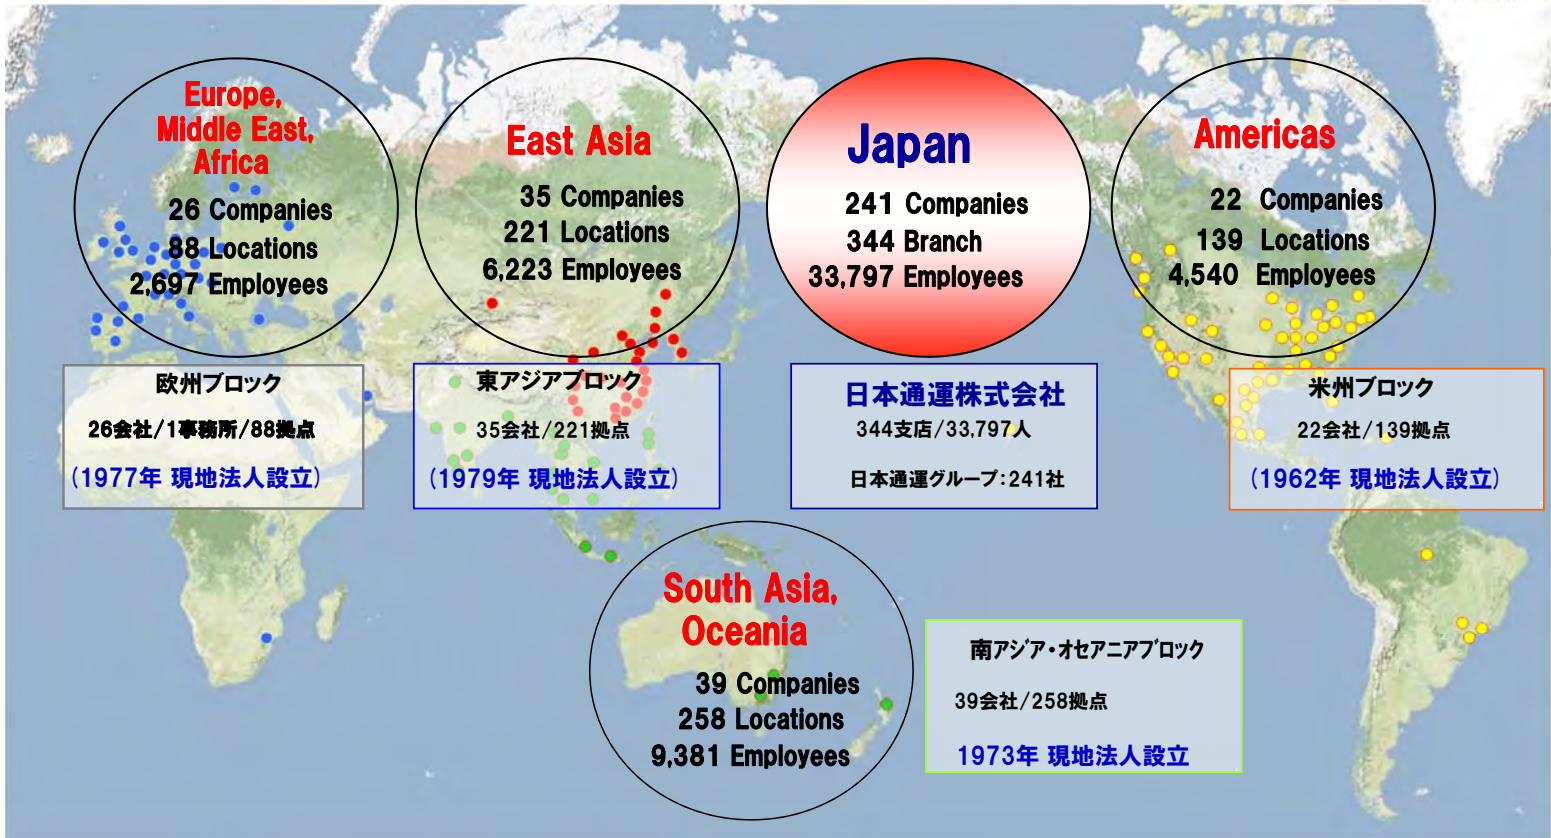 Europe,
Middle East,
Africa
26 Companies
88 Locations
2,697 Employees
East Asia
35 Companies
221 Locations
6,223 Employees
Japan
241 Companies
344 Branch
33,797 Employees
Americas
22 Companies
139 Locations
4,540 Employees
欧州ブロック
26会社/1事務所/88拠点
(1977年 現地法人設立)
東アジアブロック
35会社/221拠点
(1979年 現地法人設立)
日本通運株式会社
344支店/33,797人
日本通運グループ:241社
米州ブロック
22会社/139拠点
(1962年 現地法人設立)
South Asia,
Oceania
39 Companies
258 Locations
9,381 Employees
南アジア・オセアニアブロック
39会社/258拠点
1973年 現地法人設立